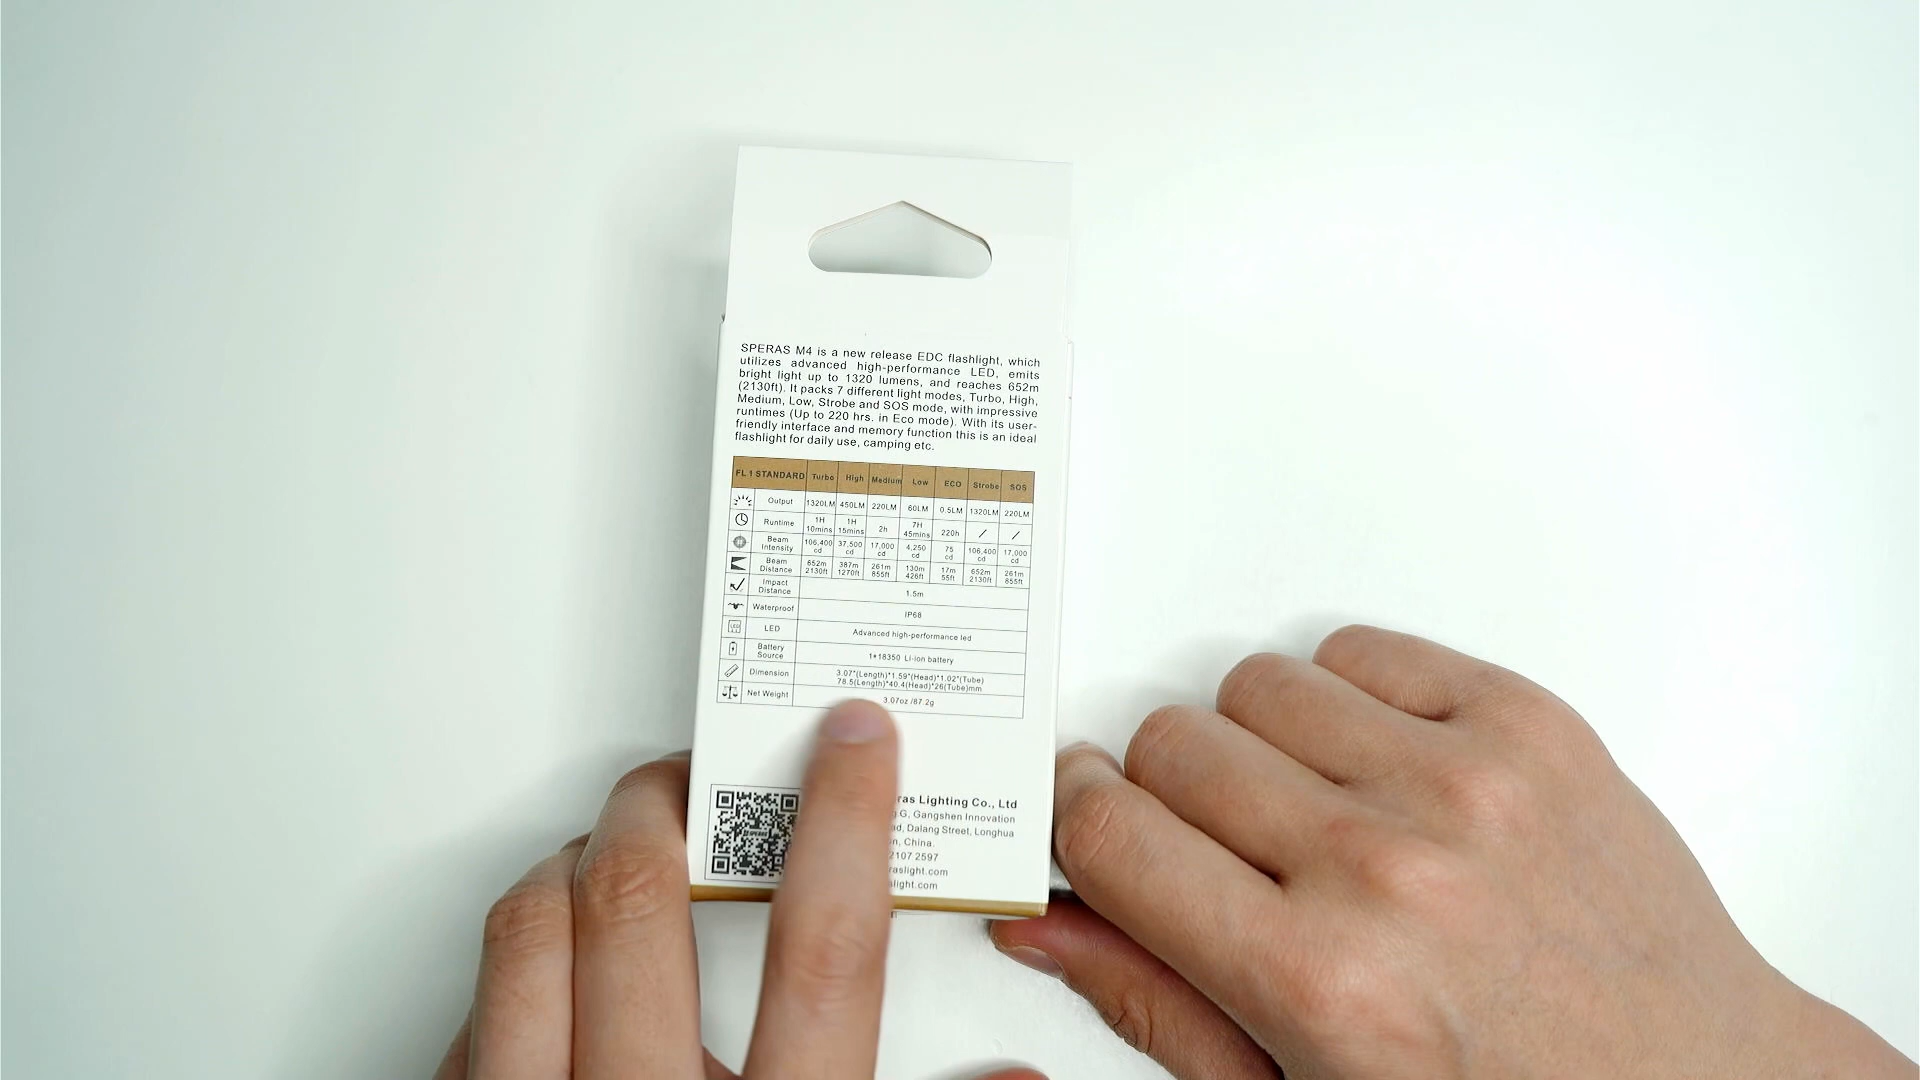 SPERAS M4 is a new release EDC flashlight, which
utilizes advanced high-performance LED, emits
bright light up to 1320 lumens, and reaches 652m
(2130ft). It packs 7 different light modes, Turbo, High,
Medium, Low, Strobe and SOS mode, with impressive
runtimes (Up to 220 hrs. in Eco mode). With its user-
friendly interface and memory function this is an ideal
flashlight for daily use, camping etc.
FL 1 STANDARD Turbo High Medium Low ECO Strobe SOS
Output 1320LM 450LM 220LM 60LM 0.5LM 1320LM 220LM
Runtime 1H 10mins 1H 15mins 2h 7H 45mins 220h / /
Beam Intensity 106,400 cd 37,500 cd 17,000 cd 4,250 cd 75 cd 106,400 cd 17,000 cd
Beam Distance 652m 2130ft 387m 1270ft 261m 855ft 130m 426ft 17m 55ft 652m 2130ft 261m 855ft
Impact Distance 1.5m
Waterproof IP68
LED Advanced high-performance led
Battery Source 1*18350 Li-ion battery
Dimension 3.07"(Length)*1.59"(Head)*1.02"(Tube)
78.5(Length)*40.4(Head)*26(Tube)mm
Net Weight 3.07oz /87.2g
ras Lighting Co., Ltd
G, Gangshen Innovation
ad, Dalang Street, Longhua
n, China.
2107 2597
raslight.com
slight.com